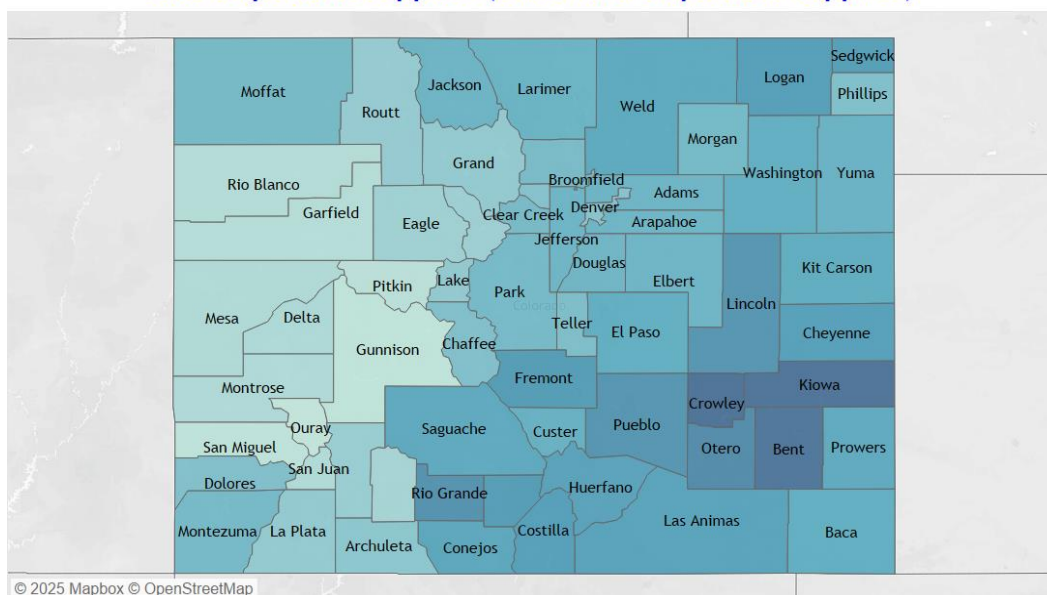 Sedgwick
Logan
Moffat
Jackson
Larimer
Phillips
Weld
Routt
Morgan
Grand
Washington
Yuma
Rio Blanco
Broomfield
Adams
Garfield
Denver
Eagle
Clear Creek
Arapahoe
Jefferson
Douglas
Kit Carson
Lake
Elbert
Pitkin
Park
Lincoln
Colorado
Mesa
Delta
Teller
El Paso
Cheyenne
Gunnison
Chaffee
Fremont
Kiowa
Montrose
Crowley
Ouray
Saguache
Custer
Pueblo
San Miguel
Otero
Bent
Prowers
San Juan
Dolores
Rio Grande
Huerfano
Las Animas
Montezuma
La Plata
Costilla
Baca
Archuleta
Conejos
© 2025 Mapbox © OpenStreetMap